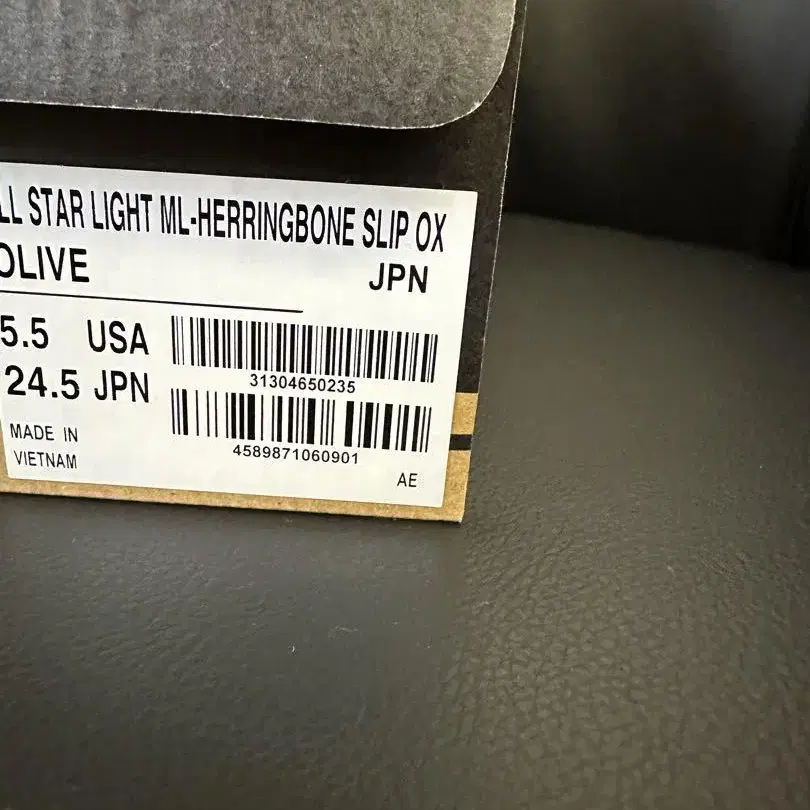 LL STAR LIGHT ML-HERRINGBONE SLIP OX
OLIVE JPN
5.5 USA
31304650235
24.5 JPN
4589871060901
MADE IN
VIETNAM
AE